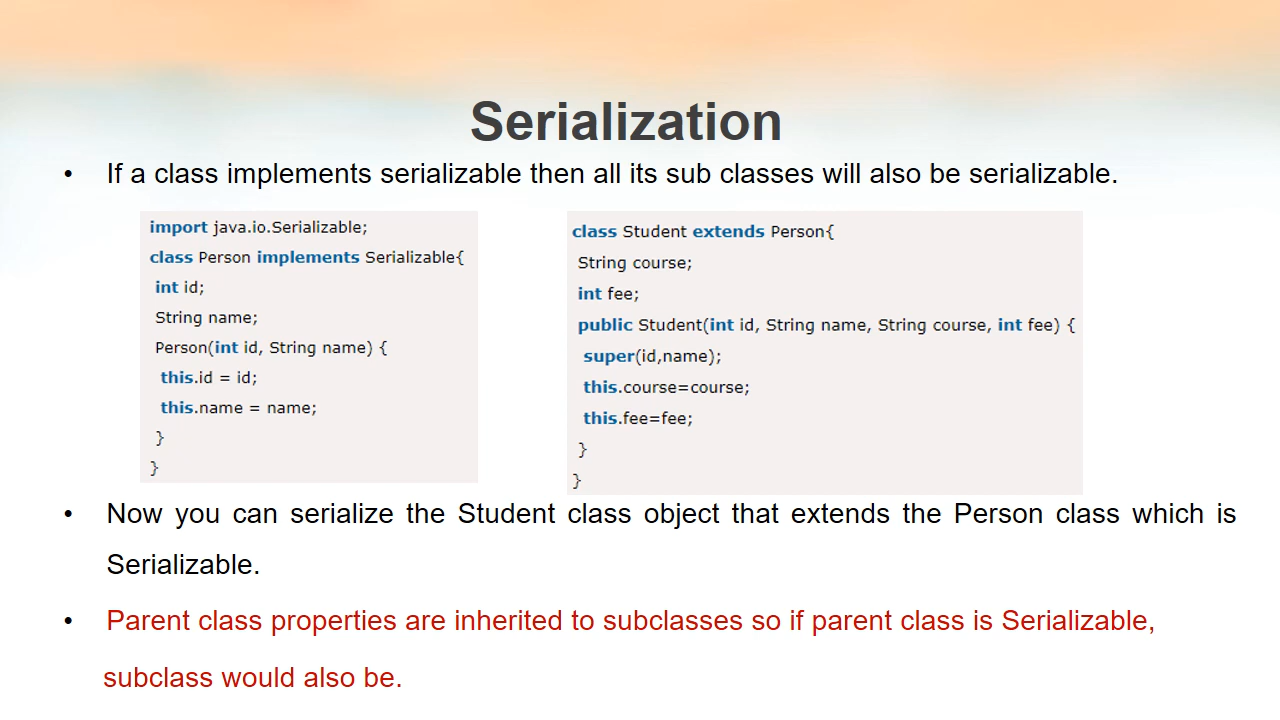 Serialization
• If a class implements serializable then all its sub classes will also be serializable.
import java.io.Serializable;
class Person implements Serializable{
int id;
String name;
Person(int id, String name) {
this.id = id;
this.name = name;
}
}
class Student extends Person{
String course;
int fee;
public Student(int id, String name, String course, int fee) {
super(id,name);
this.course=course;
this.fee=fee;
}
}
• Now you can serialize the Student class object that extends the Person class which is
Serializable.
• Parent class properties are inherited to subclasses so if parent class is Serializable,
subclass would also be.